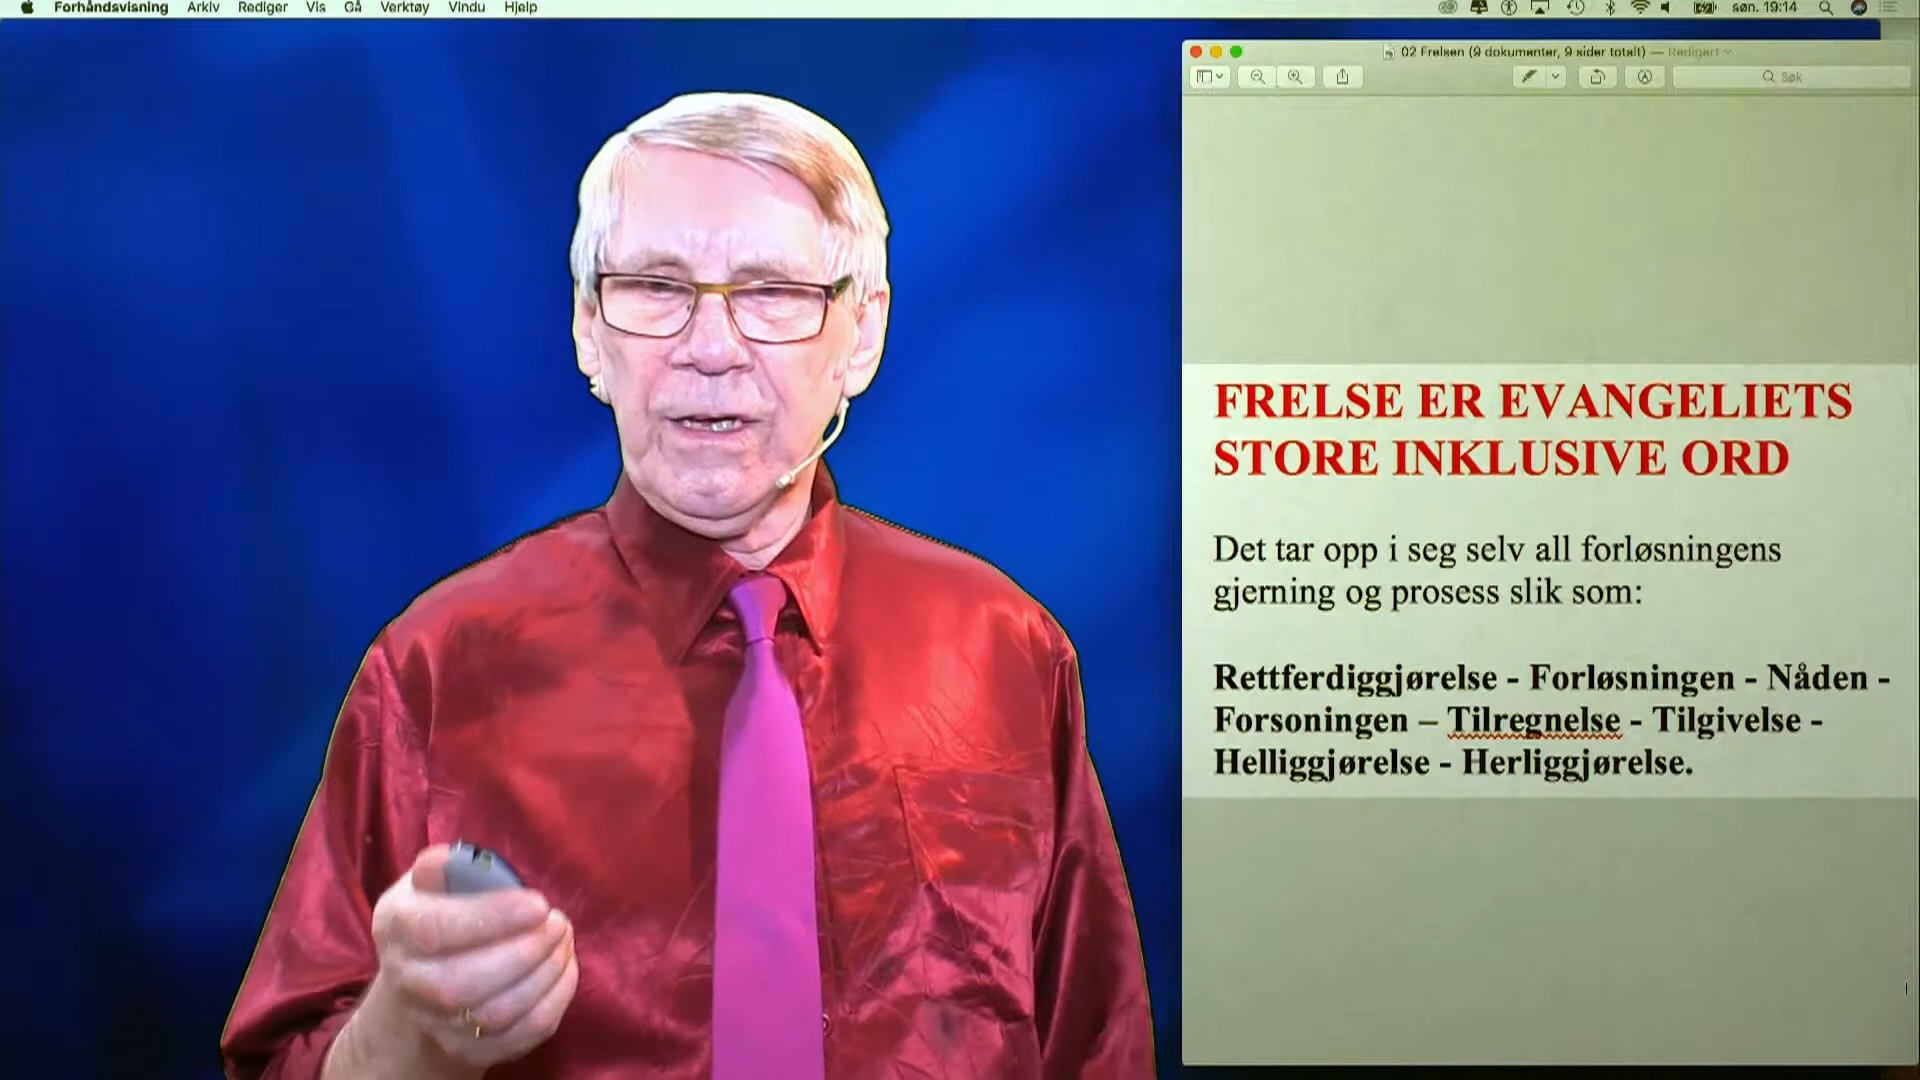 Forhåndsvisning Arkiv Rediger Vis Gå Verktøy Vindu Hjelp
søn. 19:14
02 Frelsen (9 dokumenter, 9 sider totalt) — Redigert
Søk
FRELSE ER EVANGELIETS
STORE INKLUSIVE ORD
Det tar opp i seg selv all forløsningens
gjerning og prosess slik som:
Rettferdiggjørelse - Forløsningen - Nåden -
Forsoningen – Tilregnelse - Tilgivelse -
Helliggjørelse - Herliggjørelse.